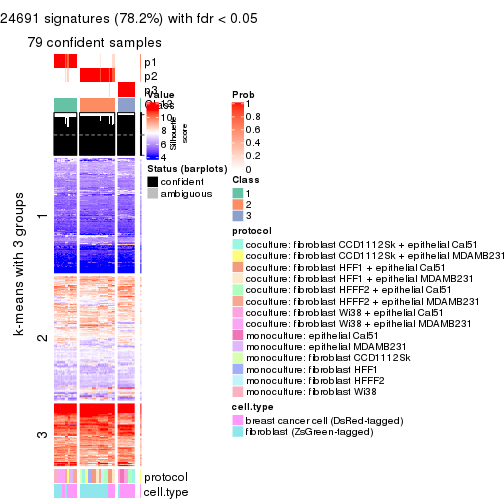 24691 signatures (78.2%) with fdr < 0.05
79 confident samples
p1
p2
p3
Class
Silhouette
score
k-means with 3 groups
1
2
3
protocol
cell.type
Value
10
8
6
4
Status (barplots)
confident
ambiguous
Prob
1
0.8
0.6
0.4
0.2
0
Class
1
2
3
protocol
coculture: fibroblast CCD1112Sk + epithelial Cal51
coculture: fibroblast CCD1112Sk + epithelial MDAMB231
coculture: fibroblast HFF1 + epithelial Cal51
coculture: fibroblast HFF1 + epithelial MDAMB231
coculture: fibroblast HFFF2 + epithelial Cal51
coculture: fibroblast HFFF2 + epithelial MDAMB231
coculture: fibroblast Wi38 + epithelial Cal51
coculture: fibroblast Wi38 + epithelial MDAMB231
monoculture: epithelial Cal51
monoculture: epithelial MDAMB231
monoculture: fibroblast CCD1112Sk
monoculture: fibroblast HFF1
monoculture: fibroblast HFFF2
monoculture: fibroblast Wi38
cell.type
breast cancer cell (DsRed-tagged)
fibroblast (ZsGreen-tagged)